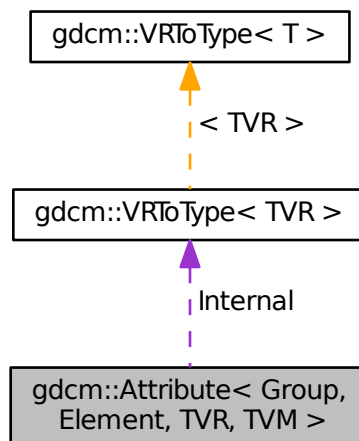 gdcm::VRToType< T >
< TVR >
gdcm::VRToType< TVR >
Internal
gdcm::Attribute< Group,
Element, TVR, TVM >